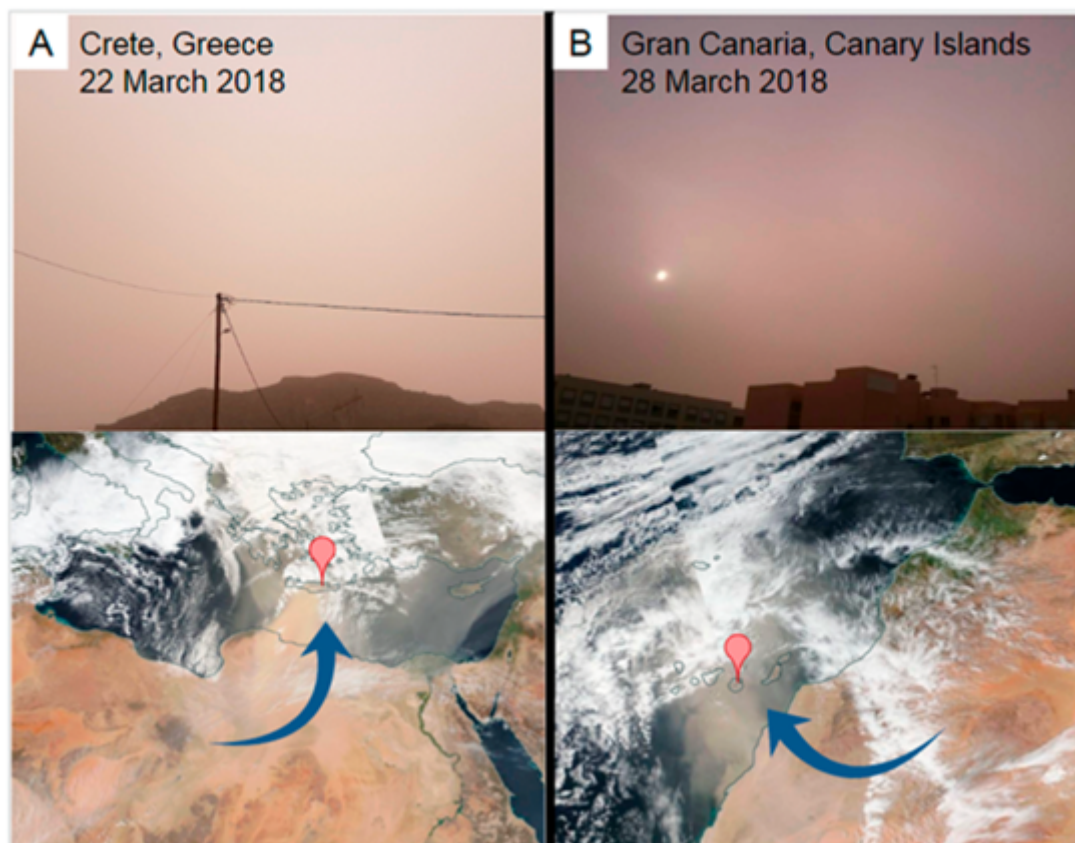 A
Crete, Greece
22 March 2018
B
Gran Canaria, Canary Islands
28 March 2018